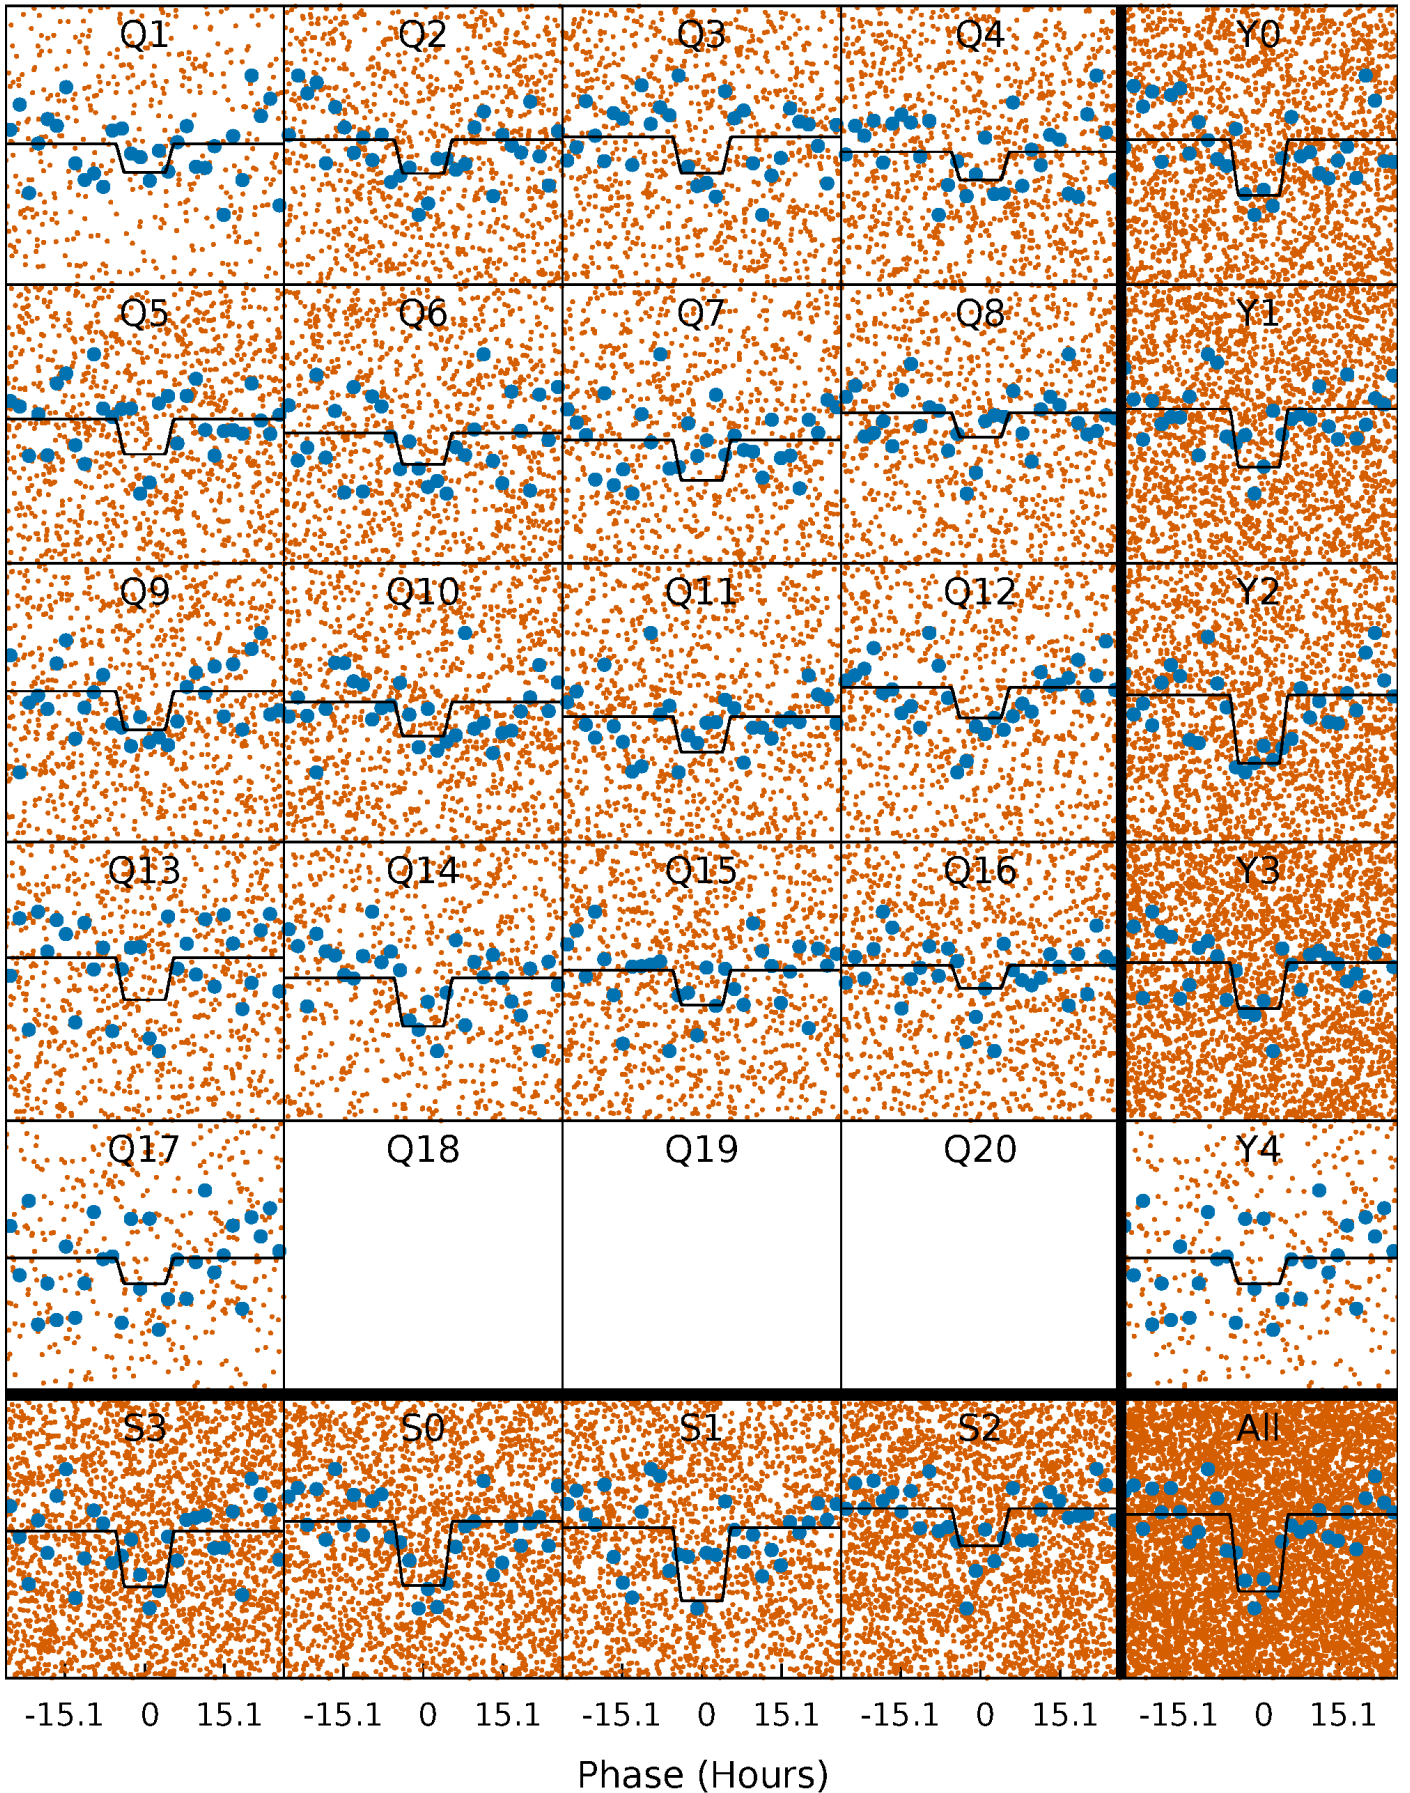 Q1 Q2 Q3 Q4 Y0
Q5 Q6 Q7 Q8 Y1
Q9 Q10 Q11 Q12 Y2
Q13 Q14 Q15 Q16 Y3
Q17 Q18 Q19 Q20 Y4
S3 S0 S1 S2 All
-15.1 0 15.1 -15.1 0 15.1 -15.1 0 15.1 -15.1 0 15.1 -15.1 0 15.1
Phase (Hours)